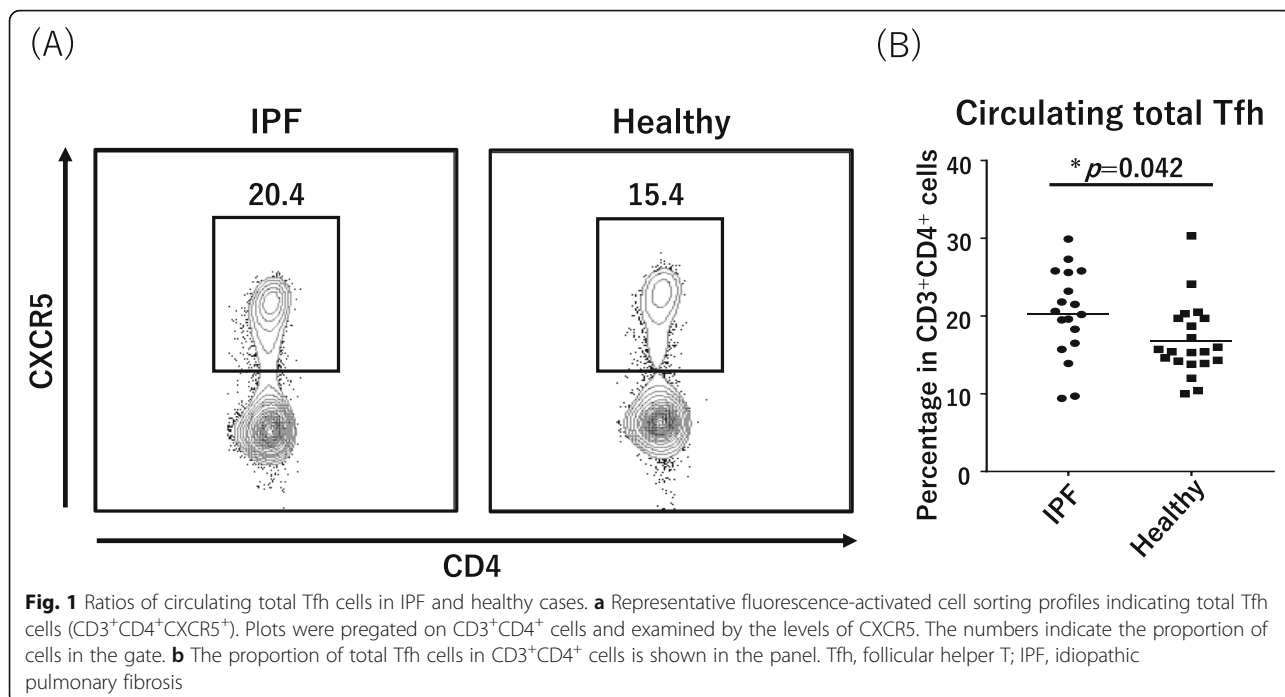 (A)
IPF
Healthy
20.4
15.4
CXCR5
CD4
(B)
Circulating total Tfh
* p=0.042
Percentage in CD3+CD4+ cells
40
30
20
10
0
IPF
Healthy
Fig. 1 Ratios of circulating total Tfh cells in IPF and healthy cases. a Representative fluorescence-activated cell sorting profiles indicating total Tfh
cells (CD3+CD4+CXCR5+). Plots were pregated on CD3+CD4+ cells and examined by the levels of CXCR5. The numbers indicate the proportion of
cells in the gate. b The proportion of total Tfh cells in CD3+CD4+ cells is shown in the panel. Tfh, follicular helper T; IPF, idiopathic
pulmonary fibrosis